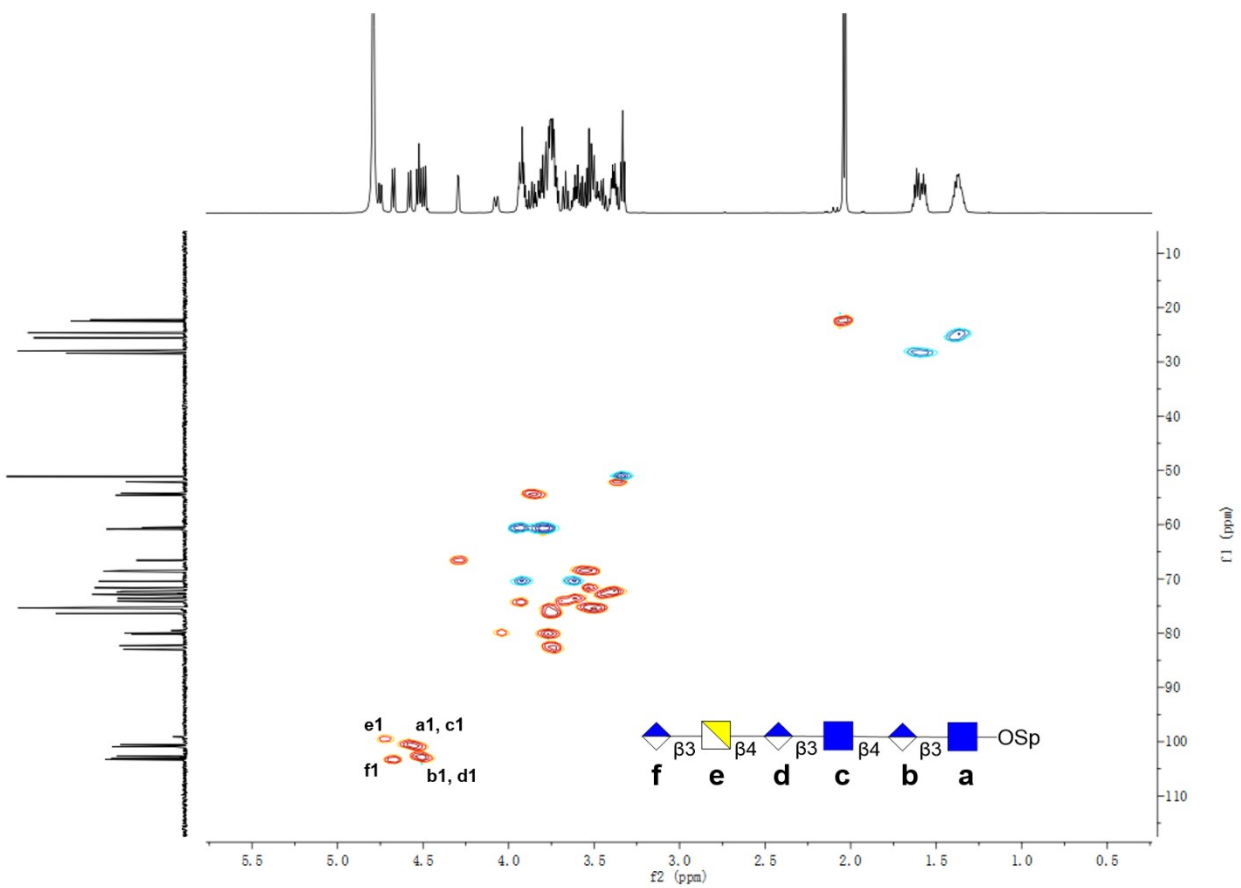 10
20
30
40
50
60
70
80
90
100
110
f1 (ppm)
e1 a1, c1
f1 b1, d1
β3 β4 β3 β4 β3 OSp
f e d c b a
5.5 5.0 4.5 4.0 3.5 3.0 2.5 2.0 1.5 1.0 0.5
f2 (ppm)